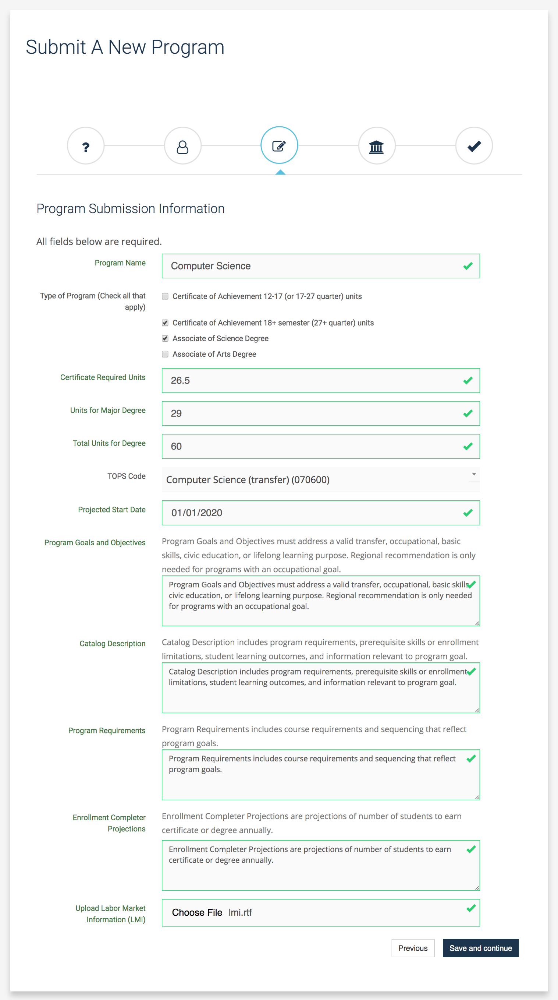 Submit A New Program
Program Submission Information
All fields below are required.
Program Name
Computer Science
Type of Program (Check all that
apply)
Certificate of Achievement 12-17 (or 17-27 quarter) units
Certificate of Achievement 18+ semester (27+ quarter) units
Associate of Science Degree
Associate of Arts Degree
Certificate Required Units
26.5
Units for Major Degree
29
Total Units for Degree
60
TOPS Code
Computer Science (transfer) (070600)
Projected Start Date
01/01/2020
Program Goals and Objectives
Program Goals and Objectives must address a valid transfer, occupational, basic
skills, civic education, or lifelong learning purpose. Regional recommendation is only
needed for programs with an occupational goal.
Program Goals and Objectives must address a valid transfer, occupational, basic skills
civic education, or lifelong learning purpose. Regional recommendation is only needed
for programs with an occupational goal.
Catalog Description
Catalog Description includes program requirements, prerequisite skills or enrollment
limitations, student learning outcomes, and information relevant to program goal.
Catalog Description includes program requirements, prerequisite skills or enrollment
limitations, student learning outcomes, and information relevant to program goal.
Program Requirements
Program Requirements includes course requirements and sequencing that reflect
program goals.
Program Requirements includes course requirements and sequencing that reflect
program goals.
Enrollment Completer
Projections
Enrollment Completer Projections are projections of number of students to earn
certificate or degree annually.
Enrollment Completer Projections are projections of number of students to earn
certificate or degree annually.
Upload Labor Market
Information (LMI)
Choose File lmi.rtf
Previous
Save and continue